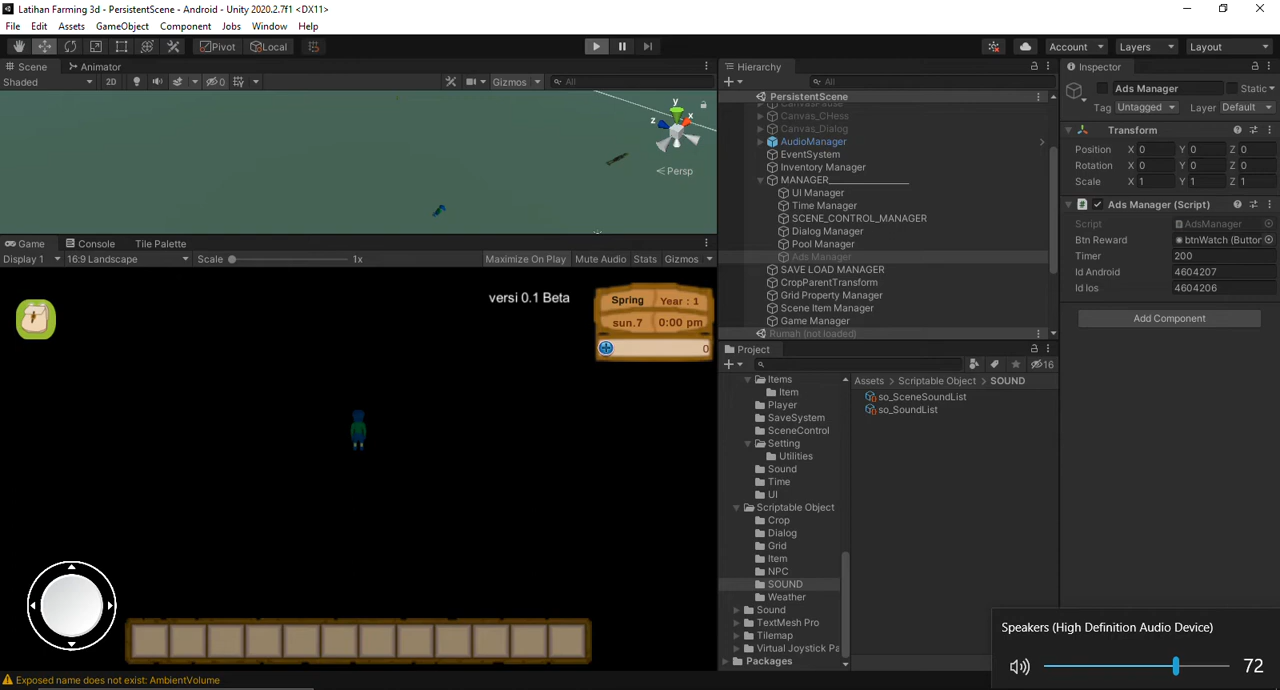 Latihan Farming 3d - PersistentScene - Android - Unity 2020.2.7f1 <DX11>
File Edit Assets GameObject Component Jobs Window Help
Pivot Local Account Layers Layout
Scene Animator
Shaded 2D 0 Gizmos All
y
x
z
Persp
Game Console Tile Palette
Display 1 16:9 Landscape Scale 1x Maximize On Play Mute Audio Stats Gizmos
versi 0.1 Beta
Spring Year : 1
sun.7 0:00 pm
0
Exposed name does not exist: AmbientVolume
Hierarchy
All
PersistentScene
CanvasPause
Canvas_CHess
Canvas_Dialog
AudioManager
EventSystem
Inventory Manager
MANAGER________________
UI Manager
Time Manager
SCENE_CONTROL_MANAGER
Dialog Manager
Pool Manager
Ads Manager
SAVE LOAD MANAGER
CropParentTransform
Grid Property Manager
Scene Item Manager
Game Manager
Rumah (not loaded)
Project
16
Items
Item
Player
SaveSystem
SceneControl
Setting
Utilities
Sound
Time
UI
Scriptable Object
Crop
Dialog
Grid
Item
NPC
SOUND
Weather
Sound
TextMesh Pro
Tilemap
Virtual Joystick Pa
Packages
Assets > Scriptable Object > SOUND
so_SceneSoundList
so_SoundList
Inspector
Ads Manager Static
Tag Untagged Layer Default
Transform
Position X 0 Y 0 Z 0
Rotation X 0 Y 0 Z 0
Scale X 1 Y 1 Z 1
Ads Manager (Script)
Script AdsManager
Btn Reward btnWatch (Buttor
Timer 200
Id Android 4604207
Id Ios 4604206
Add Component
Speakers (High Definition Audio Device)
72